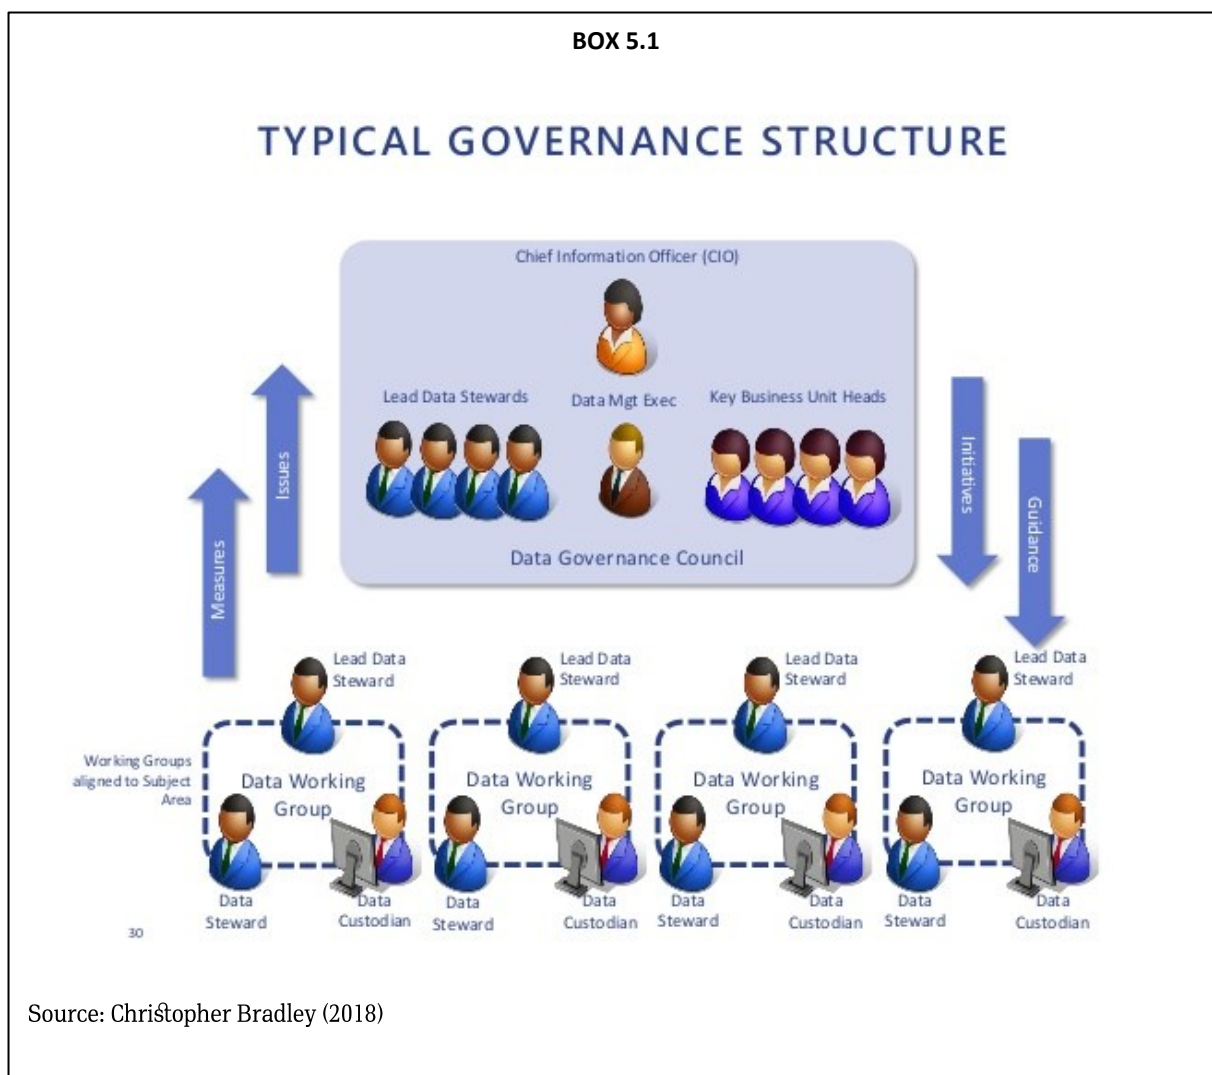 BOX 5.1
TYPICAL GOVERNANCE STRUCTURE
Chief Information Officer (CIO)
Lead Data Stewards
Data Mgt Exec
Key Business Unit Heads
Data Governance Council
Issues
Measures
Initiatives
Guidance
Lead Data
Steward
Lead Data
Steward
Lead Data
Steward
Lead Data
Steward
Working Groups
aligned to Subject
Area
Data Working
Group
Data Working
Group
Data Working
Group
Data Working
Group
Data
Steward
Data
Custodian
Data
Steward
Data
Custodian
Data
Steward
Data
Custodian
Data
Steward
Data
Custodian
30
Source: Christopher Bradley (2018)